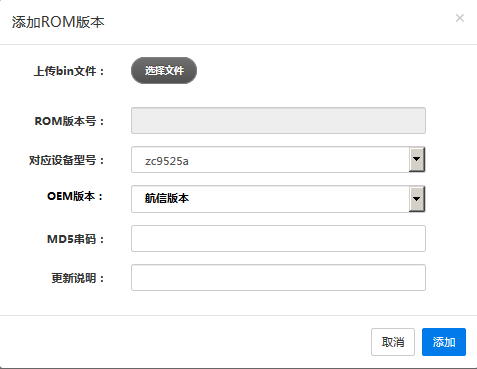 添加ROM版本
×
上传bin文件：
选择文件
ROM版本号：
对应设备型号：
zc9525a
OEM版本：
航信版本
MD5串码：
更新说明：
取消
添加